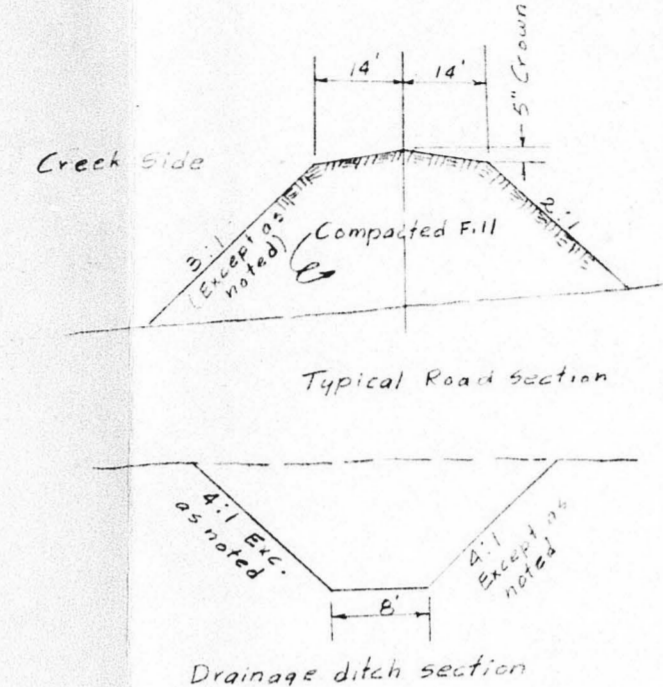 14'
14'
5" Crown
Creek Side
3:1
(Except as
noted)
Compacted Fill
2:1
Typical Road Section
4:1 Exc.
as noted
4:1
Except as
noted
8'
Drainage ditch section